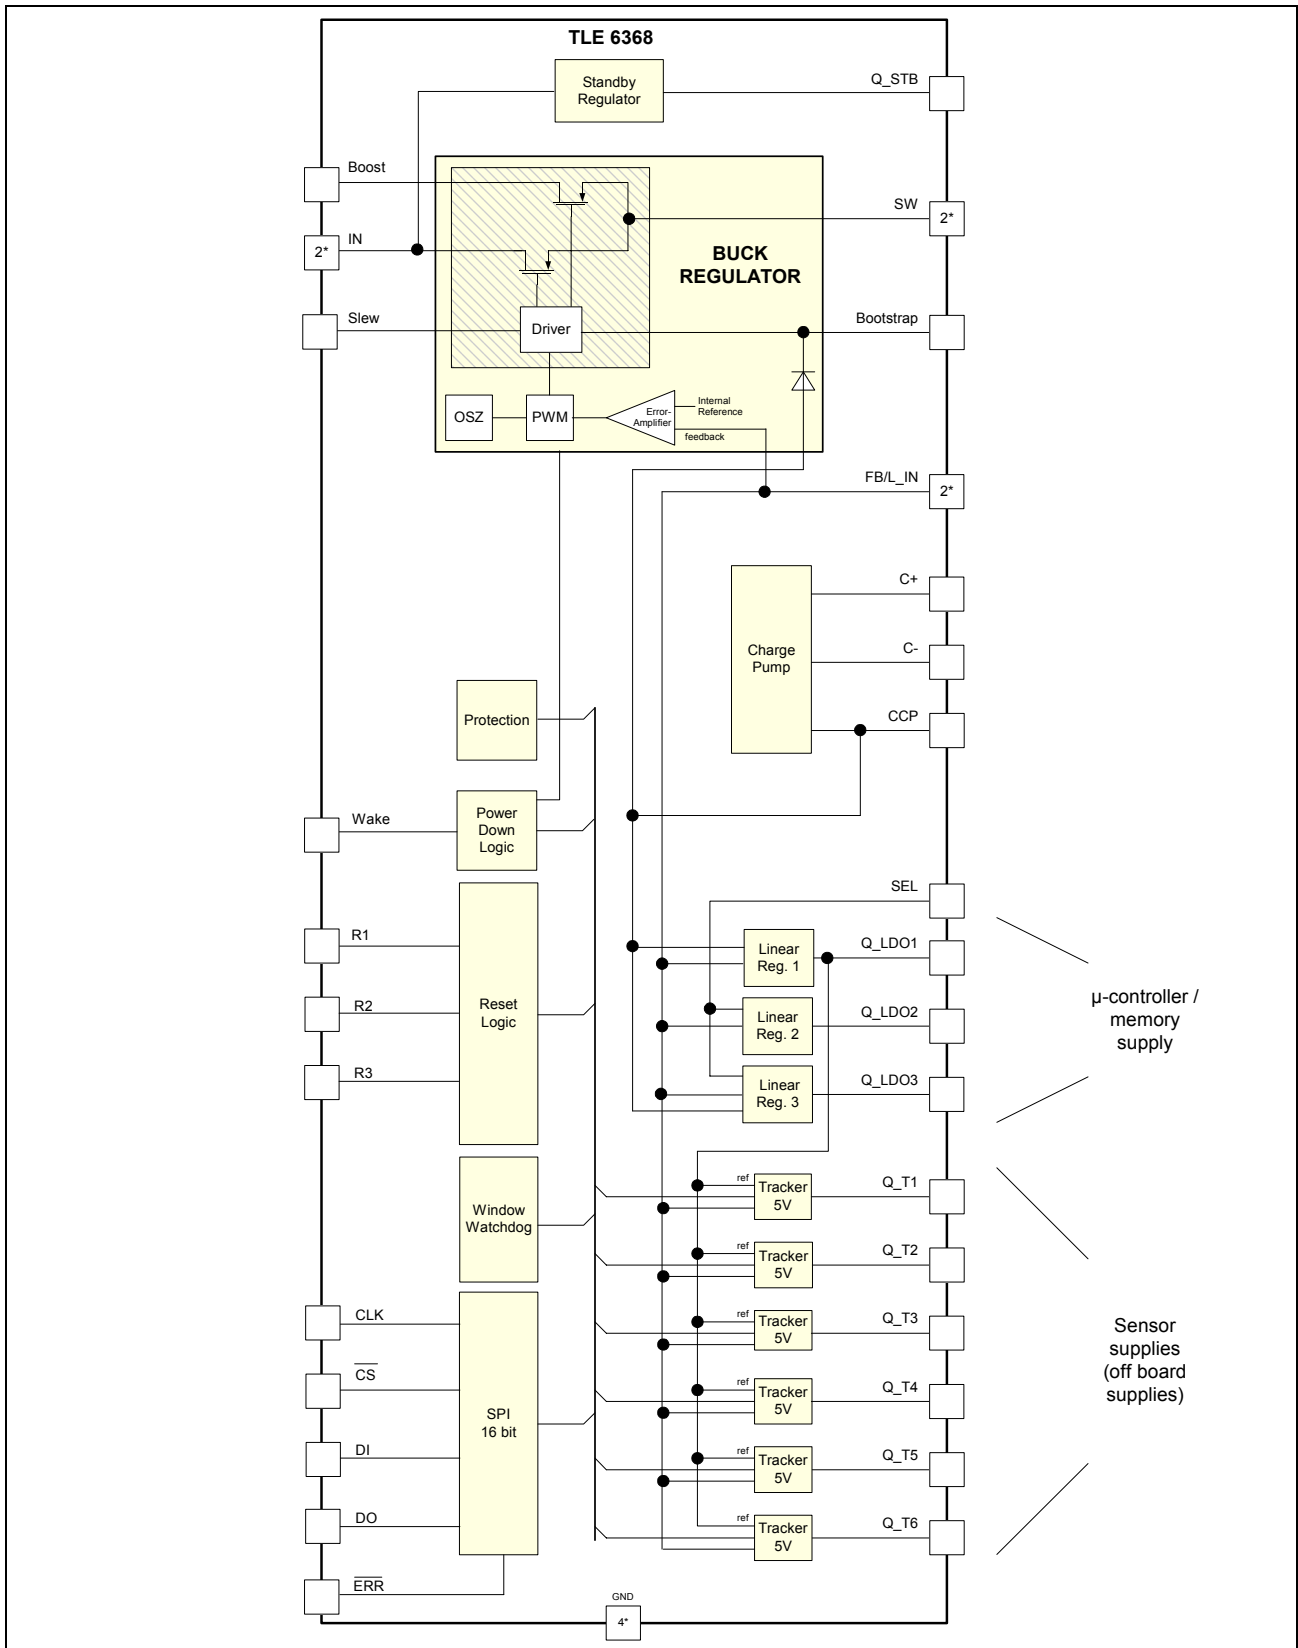 TLE 6368
Standby
Regulator
Q_STB
Boost
SW
2*
IN
2*
BUCK
REGULATOR
Slew
Driver
Bootstrap
OSZ
PWM
Error-
Amplifier
Internal
Reference
feedback
FB/L_IN
2*
C+
Charge
Pump
C-
CCP
Protection
Wake
Power
Down
Logic
SEL
R1
Linear
Reg. 1
Q_LDO1
R2
Reset
Logic
Linear
Reg. 2
Q_LDO2
R3
Linear
Reg. 3
Q_LDO3
µ-controller /
memory
supply
Window
Watchdog
ref
Tracker
5V
Q_T1
ref
Tracker
5V
Q_T2
CLK
ref
Tracker
5V
Q_T3
CS
SPI
16 bit
ref
Tracker
5V
Q_T4
DI
ref
Tracker
5V
Q_T5
DO
ref
Tracker
5V
Q_T6
Sensor
supplies
(off board
supplies)
ERR
GND
4*